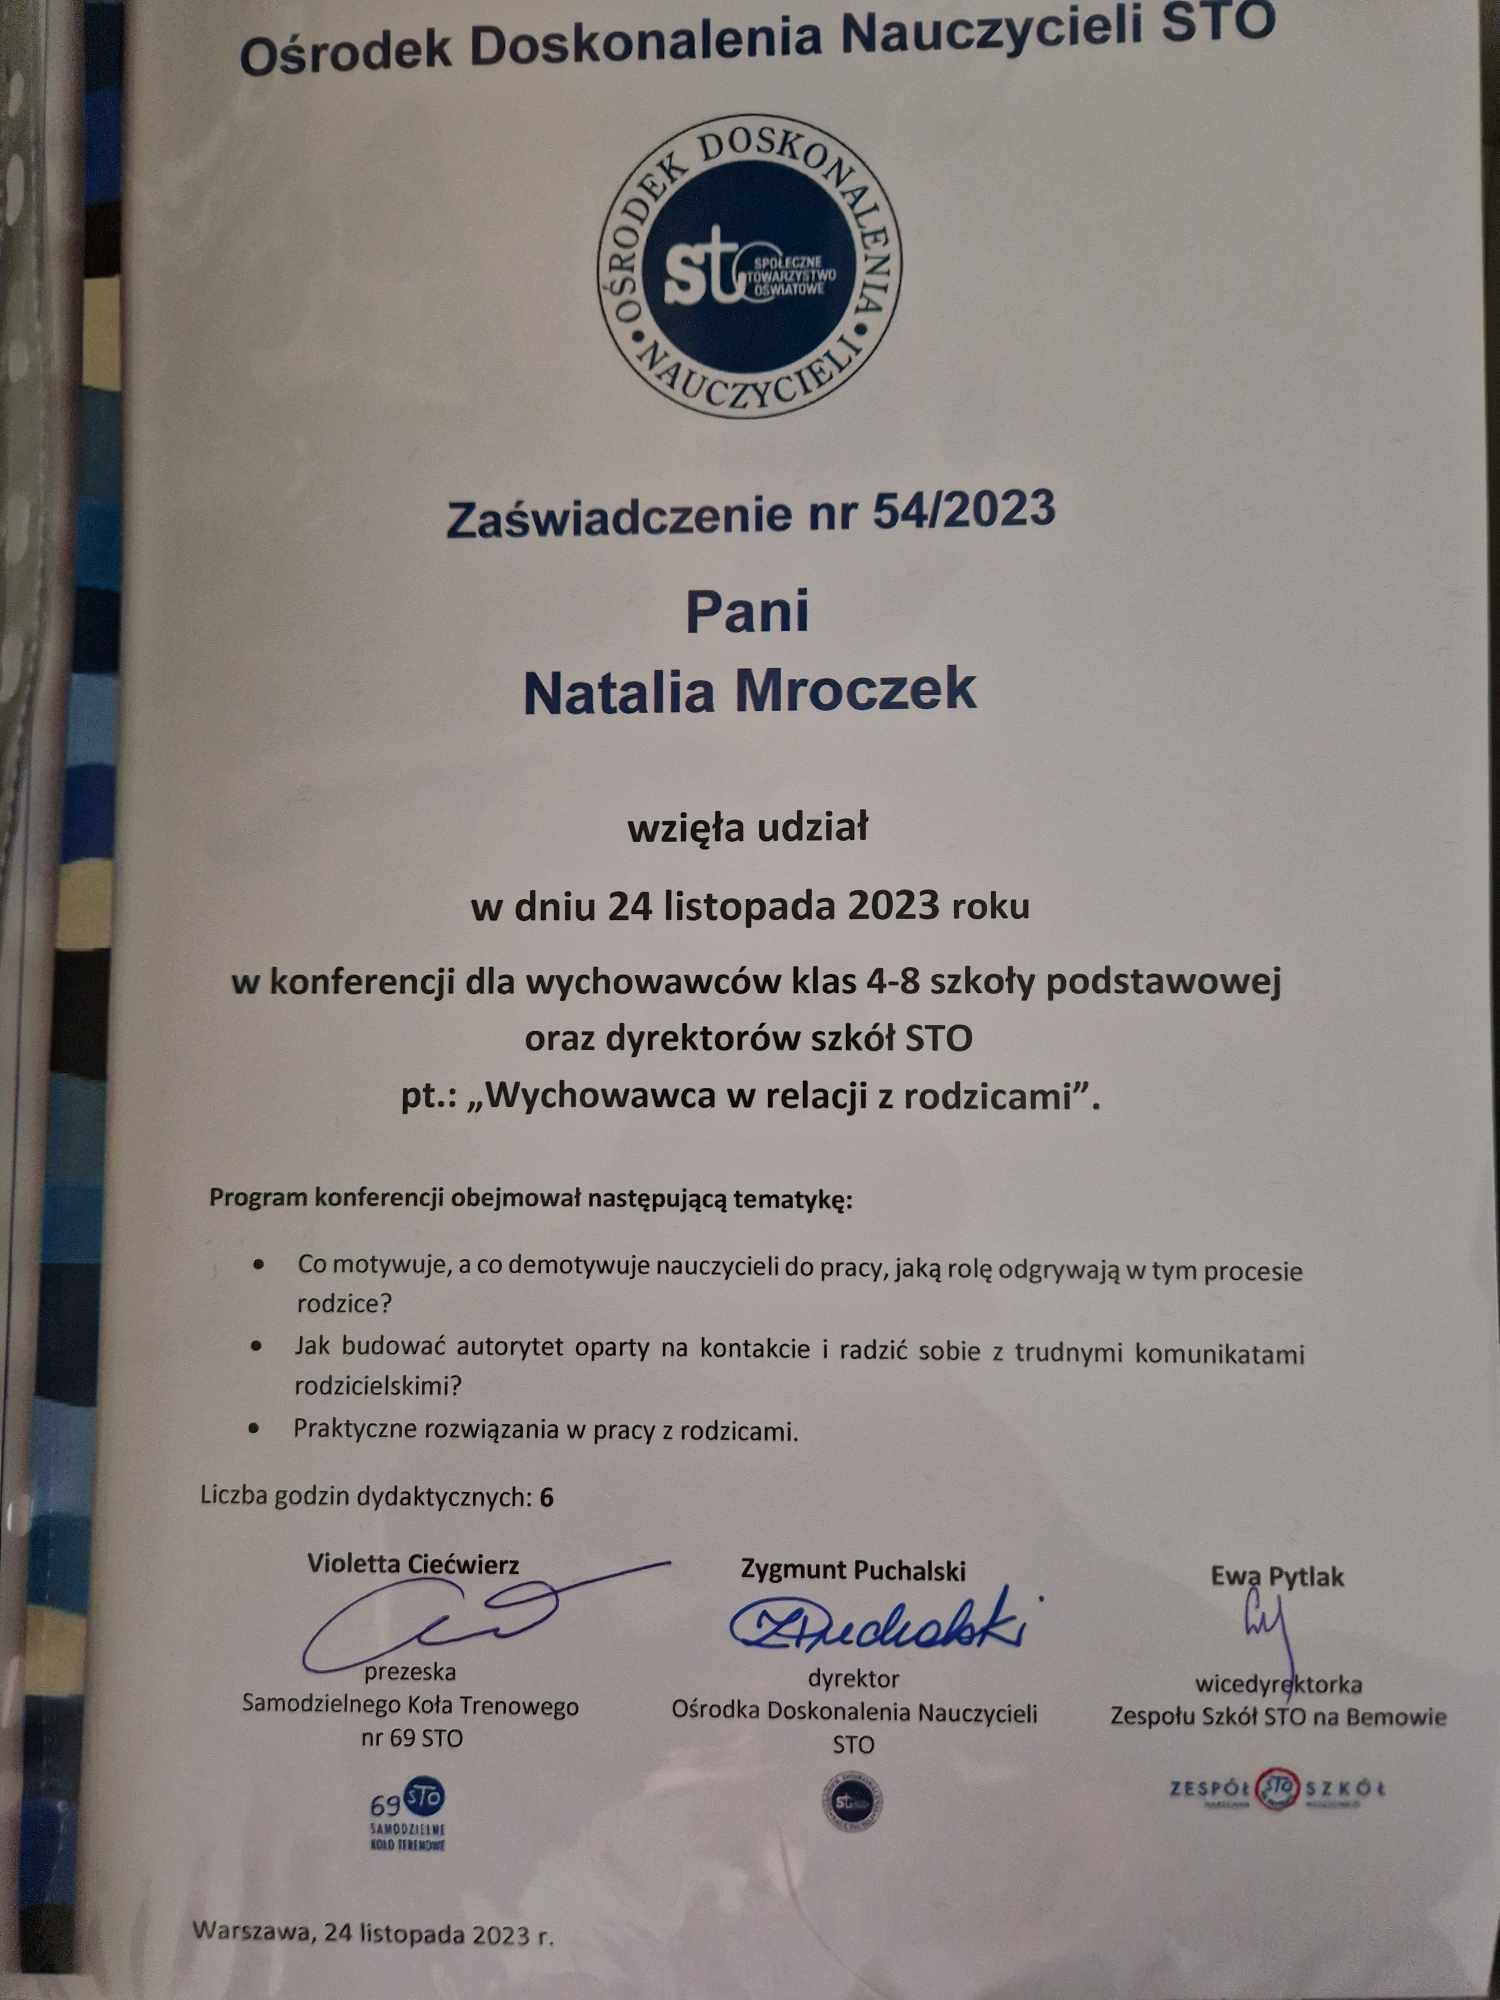 Ośrodek Doskonalenia Nauczycieli STO
OŚRODEK DOSKONALENIA
NAUCZYCIELI
sto SPOŁECZNE
TOWARZYSTWO
OŚWIATOWE
Zaświadczenie nr 54/2023
Pani
Natalia Mroczek
wzięła udział
w dniu 24 listopada 2023 roku
w konferencji dla wychowawców klas 4-8 szkoły podstawowej
oraz dyrektorów szkół STO
pt.: „Wychowawca w relacji z rodzicami”.
Program konferencji obejmował następującą tematykę:
• Co motywuje, a co demotywuje nauczycieli do pracy, jaką rolę odgrywają w tym procesie
rodzice?
• Jak budować autorytet oparty na kontakcie i radzić sobie z trudnymi komunikatami
rodzicielskimi?
• Praktyczne rozwiązania w pracy z rodzicami.
Liczba godzin dydaktycznych: 6
Violetta Ciećwierz
prezeska
Samodzielnego Koła Trenowego
nr 69 STO
69 STO
SAMODZIELNE
KOŁO TERENOWE
Zygmunt Puchalski
ZPuchalski
dyrektor
Ośrodka Doskonalenia Nauczycieli
STO
sto
Ewa Pytlak
wicedyrektorka
Zespołu Szkół STO na Bemowie
ZESPÓŁ STO SZKÓŁ
Warszawa, 24 listopada 2023 r.